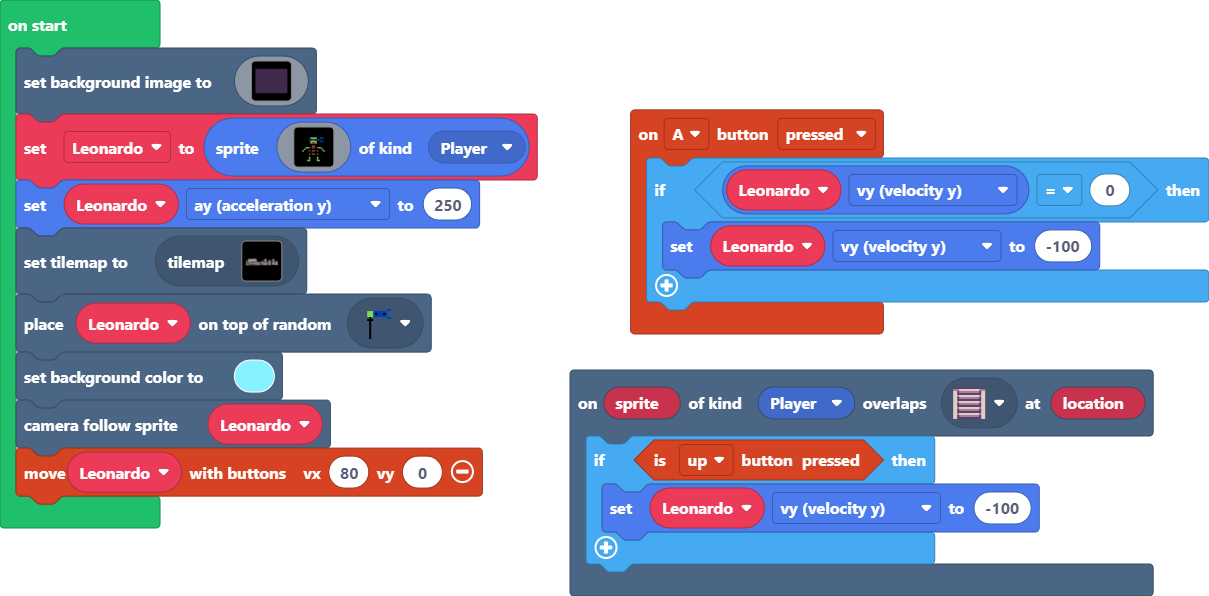 on start
set background image to
set Leonardo to sprite of kind Player
set Leonardo ay (acceleration y) to 250
set tilemap to tilemap
place Leonardo on top of random
set background color to
camera follow sprite Leonardo
move Leonardo with buttons vx 80 vy 0
on A button pressed
if Leonardo vy (velocity y) = 0 then
set Leonardo vy (velocity y) to -100
on sprite of kind Player overlaps at location
if is up button pressed then
set Leonardo vy (velocity y) to -100